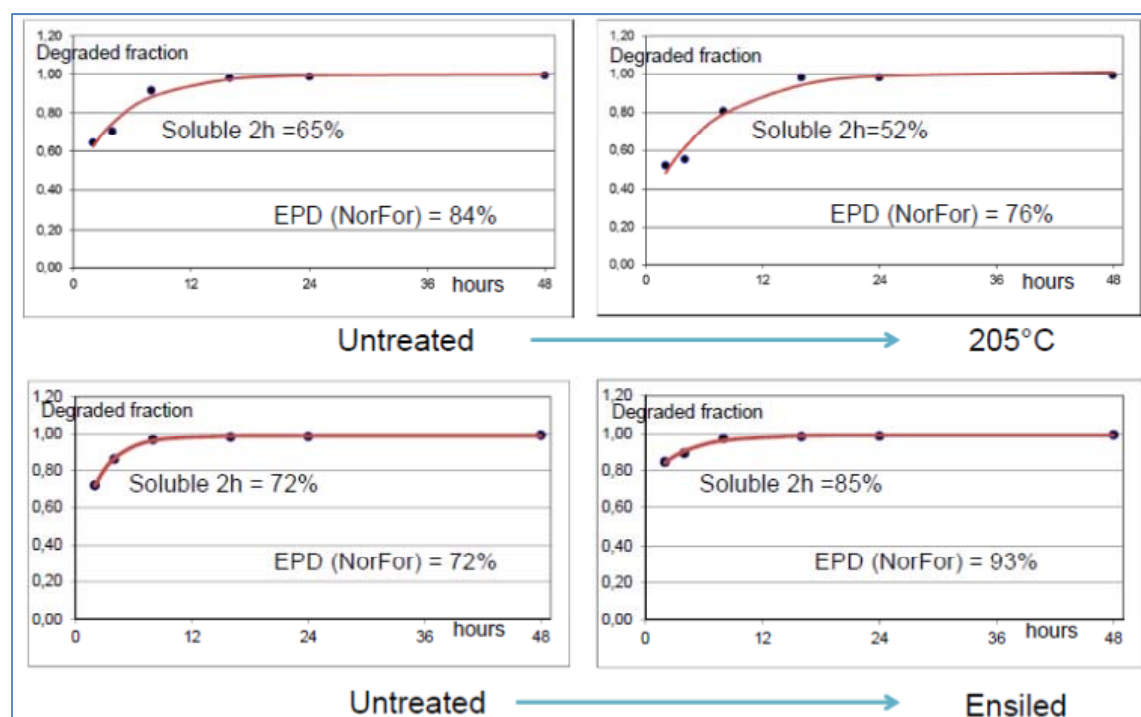 1,20
Degraded fraction
1,00
0,80
Soluble 2h =65%
0,60
0,40
EPD (NorFor) = 84%
0,20
0,00
0 12 24 36 hours 48
1,20
Degraded fraction
1,00
0,80
Soluble 2h=52%
0,60
0,40
EPD (NorFor) = 76%
0,20
0,00
0 12 24 36 hours 48
Untreated 205°C
1,20
Degraded fraction
1,00
0,80
Soluble 2h = 72%
0,60
0,40
EPD (NorFor) = 72%
0,20
0,00
0 12 24 36 hours 48
1,20
Degraded fraction
1,00
0,80
Soluble 2h =85%
0,60
0,40
EPD (NorFor) = 93%
0,20
0,00
0 12 24 36 hours 48
Untreated Ensiled